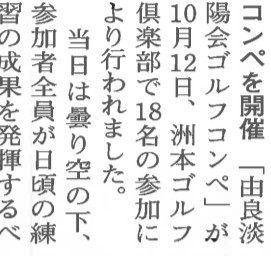 コンペを開催 「由良淡
陽会ゴルフコンペ」が
10月12日、洲本ゴルフ
倶楽部で18名の参加に
より行われました。
当日は曇り空の下、
参加者全員が日頃の練
習の成果を発揮するべ